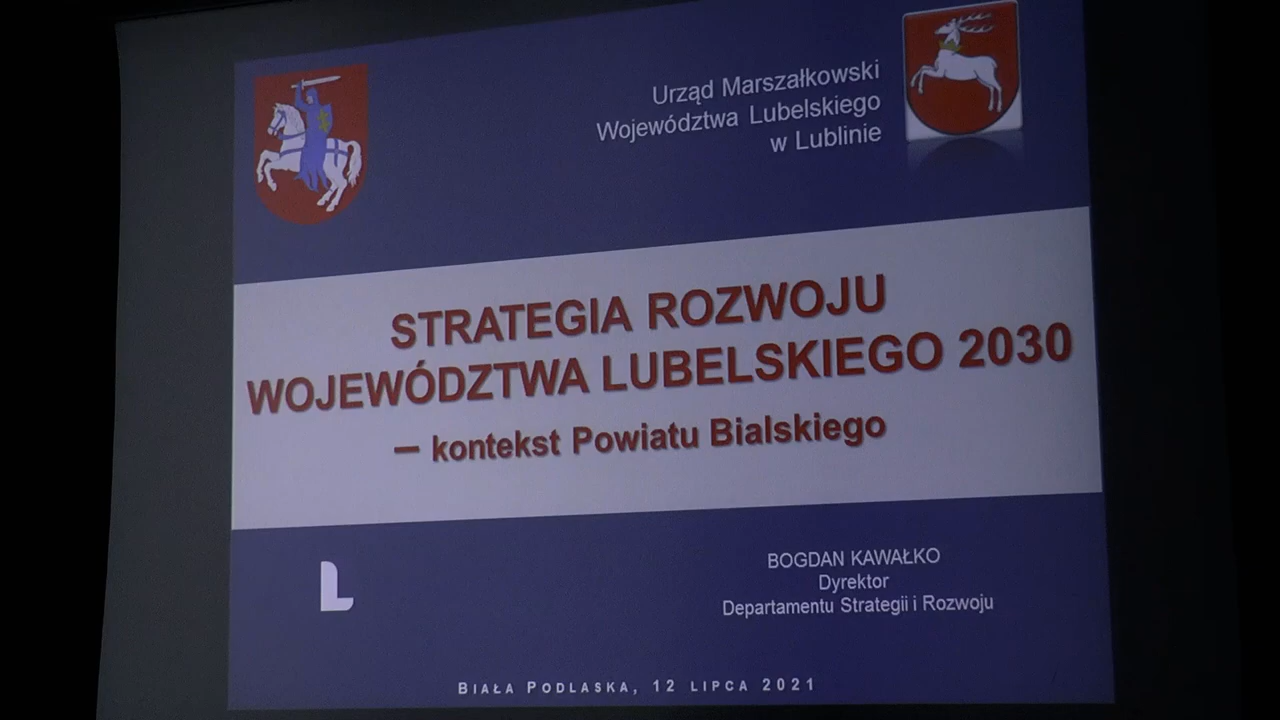 Urząd Marszałkowski
Województwa Lubelskiego
w Lublinie
STRATEGIA ROZWOJU
WOJEWÓDZTWA LUBELSKIEGO 2030
– kontekst Powiatu Bialskiego
L
BOGDAN KAWAŁKO
Dyrektor
Departamentu Strategii i Rozwoju
BIAŁA PODLASKA, 12 LIPCA 2021